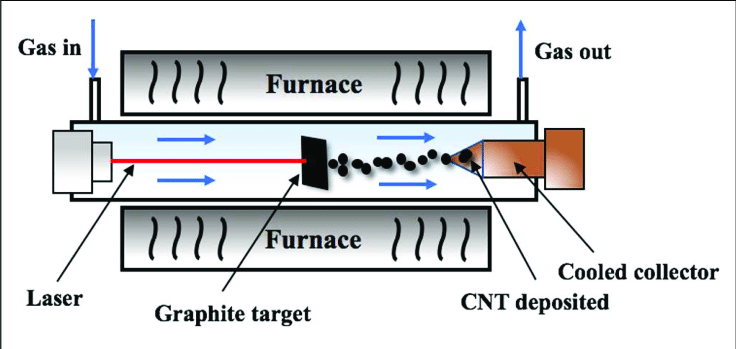 Gas in
Gas out
Furnace
Furnace
Laser
Graphite target
CNT deposited
Cooled collector